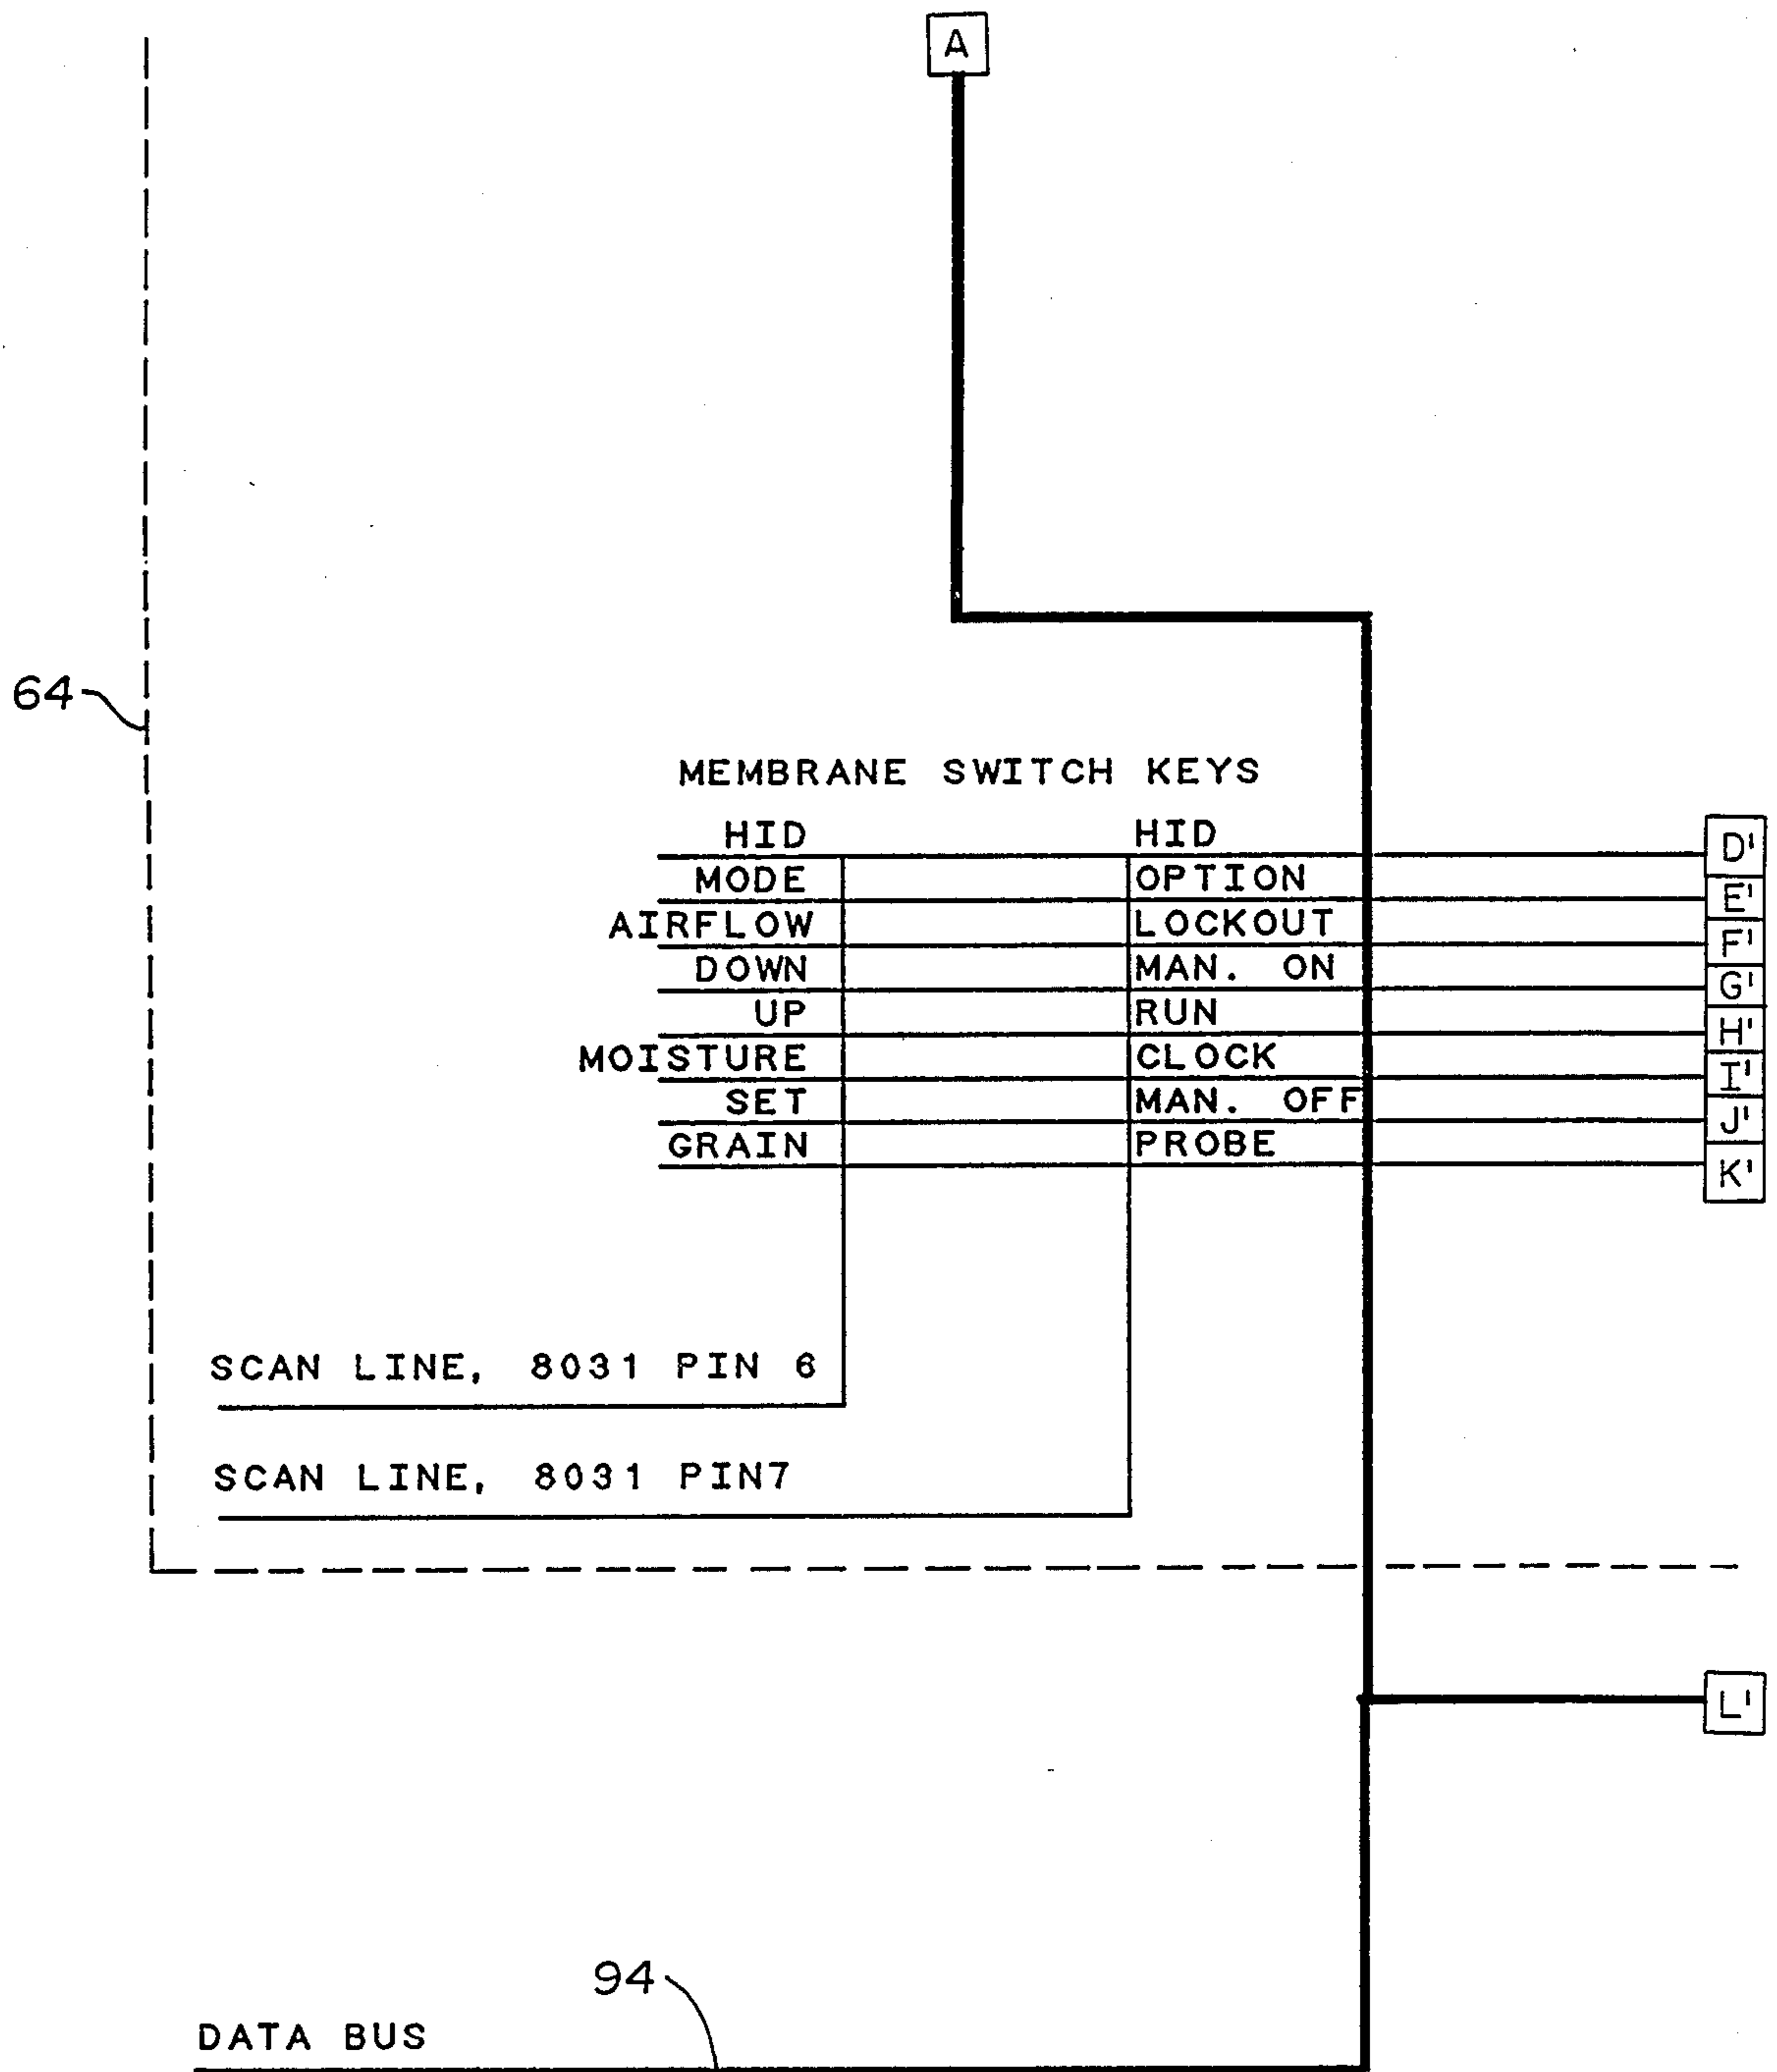 A
64
MEMBRANE SWITCH KEYS
HID HID D'
MODE OPTION E'
AIRFLOW LOCKOUT F'
DOWN MAN. ON G'
UP RUN H'
MOISTURE CLOCK I'
SET MAN. OFF J'
GRAIN PROBE K'
SCAN LINE, 8031 PIN 6
SCAN LINE, 8031 PIN7
L'
94
DATA BUS